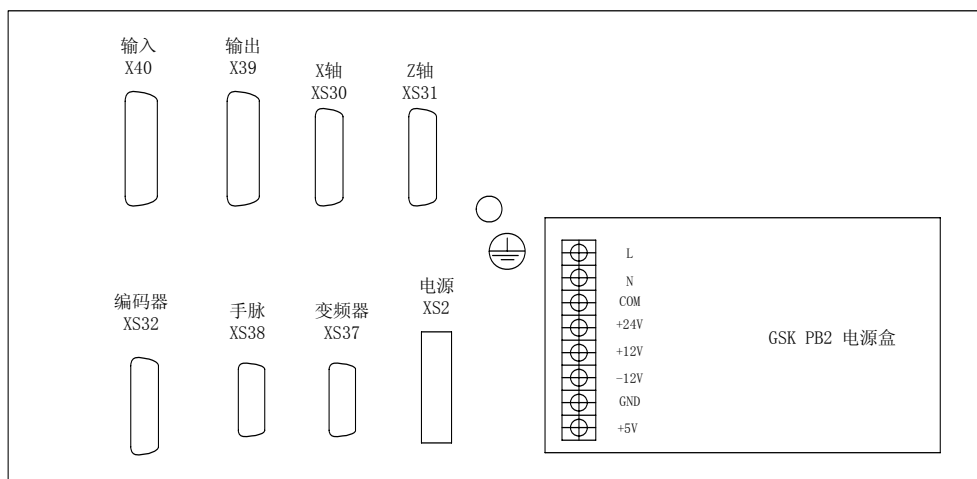 输入
X40
输出
X39
X轴
XS30
Z轴
XS31
编码器
XS32
手脉
XS38
变频器
XS37
电源
XS2
L
N
COM
+24V
+12V
-12V
GND
+5V
GSK PB2 电源盒